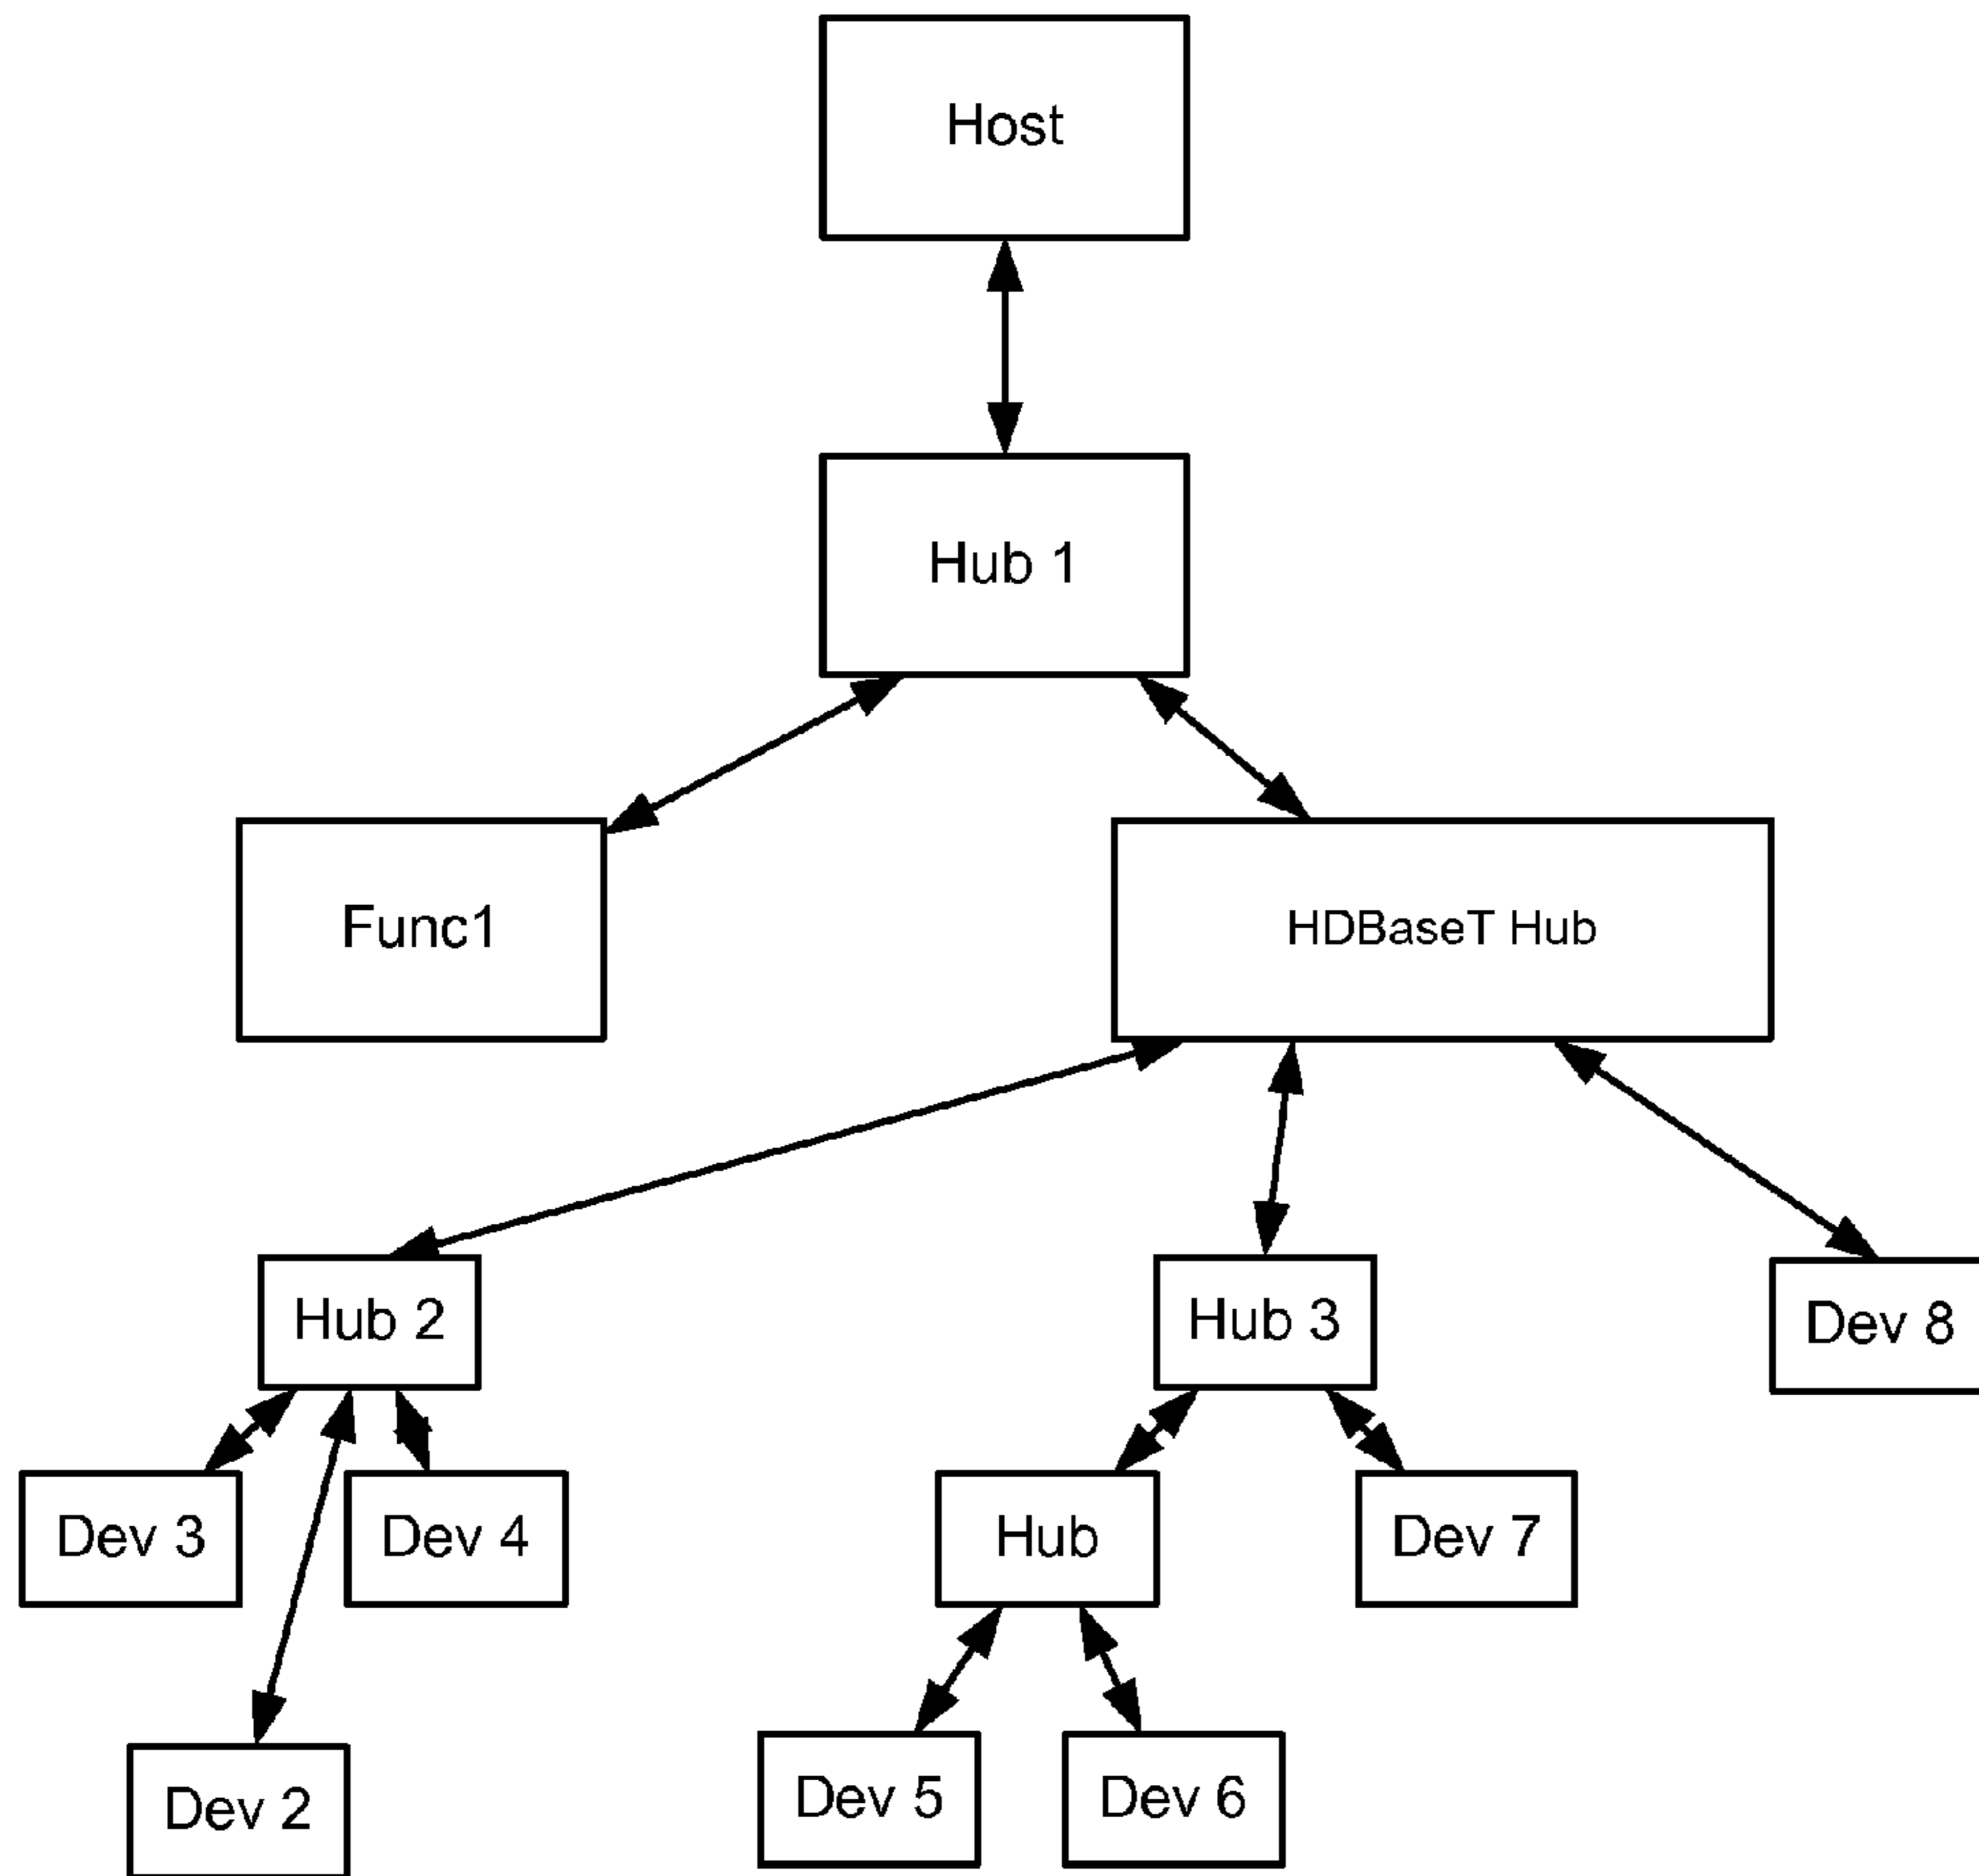 Host
Hub 1
Func1
HDBaseT Hub
Hub 2
Hub 3
Dev 8
Dev 3
Dev 4
Hub
Dev 7
Dev 2
Dev 5
Dev 6